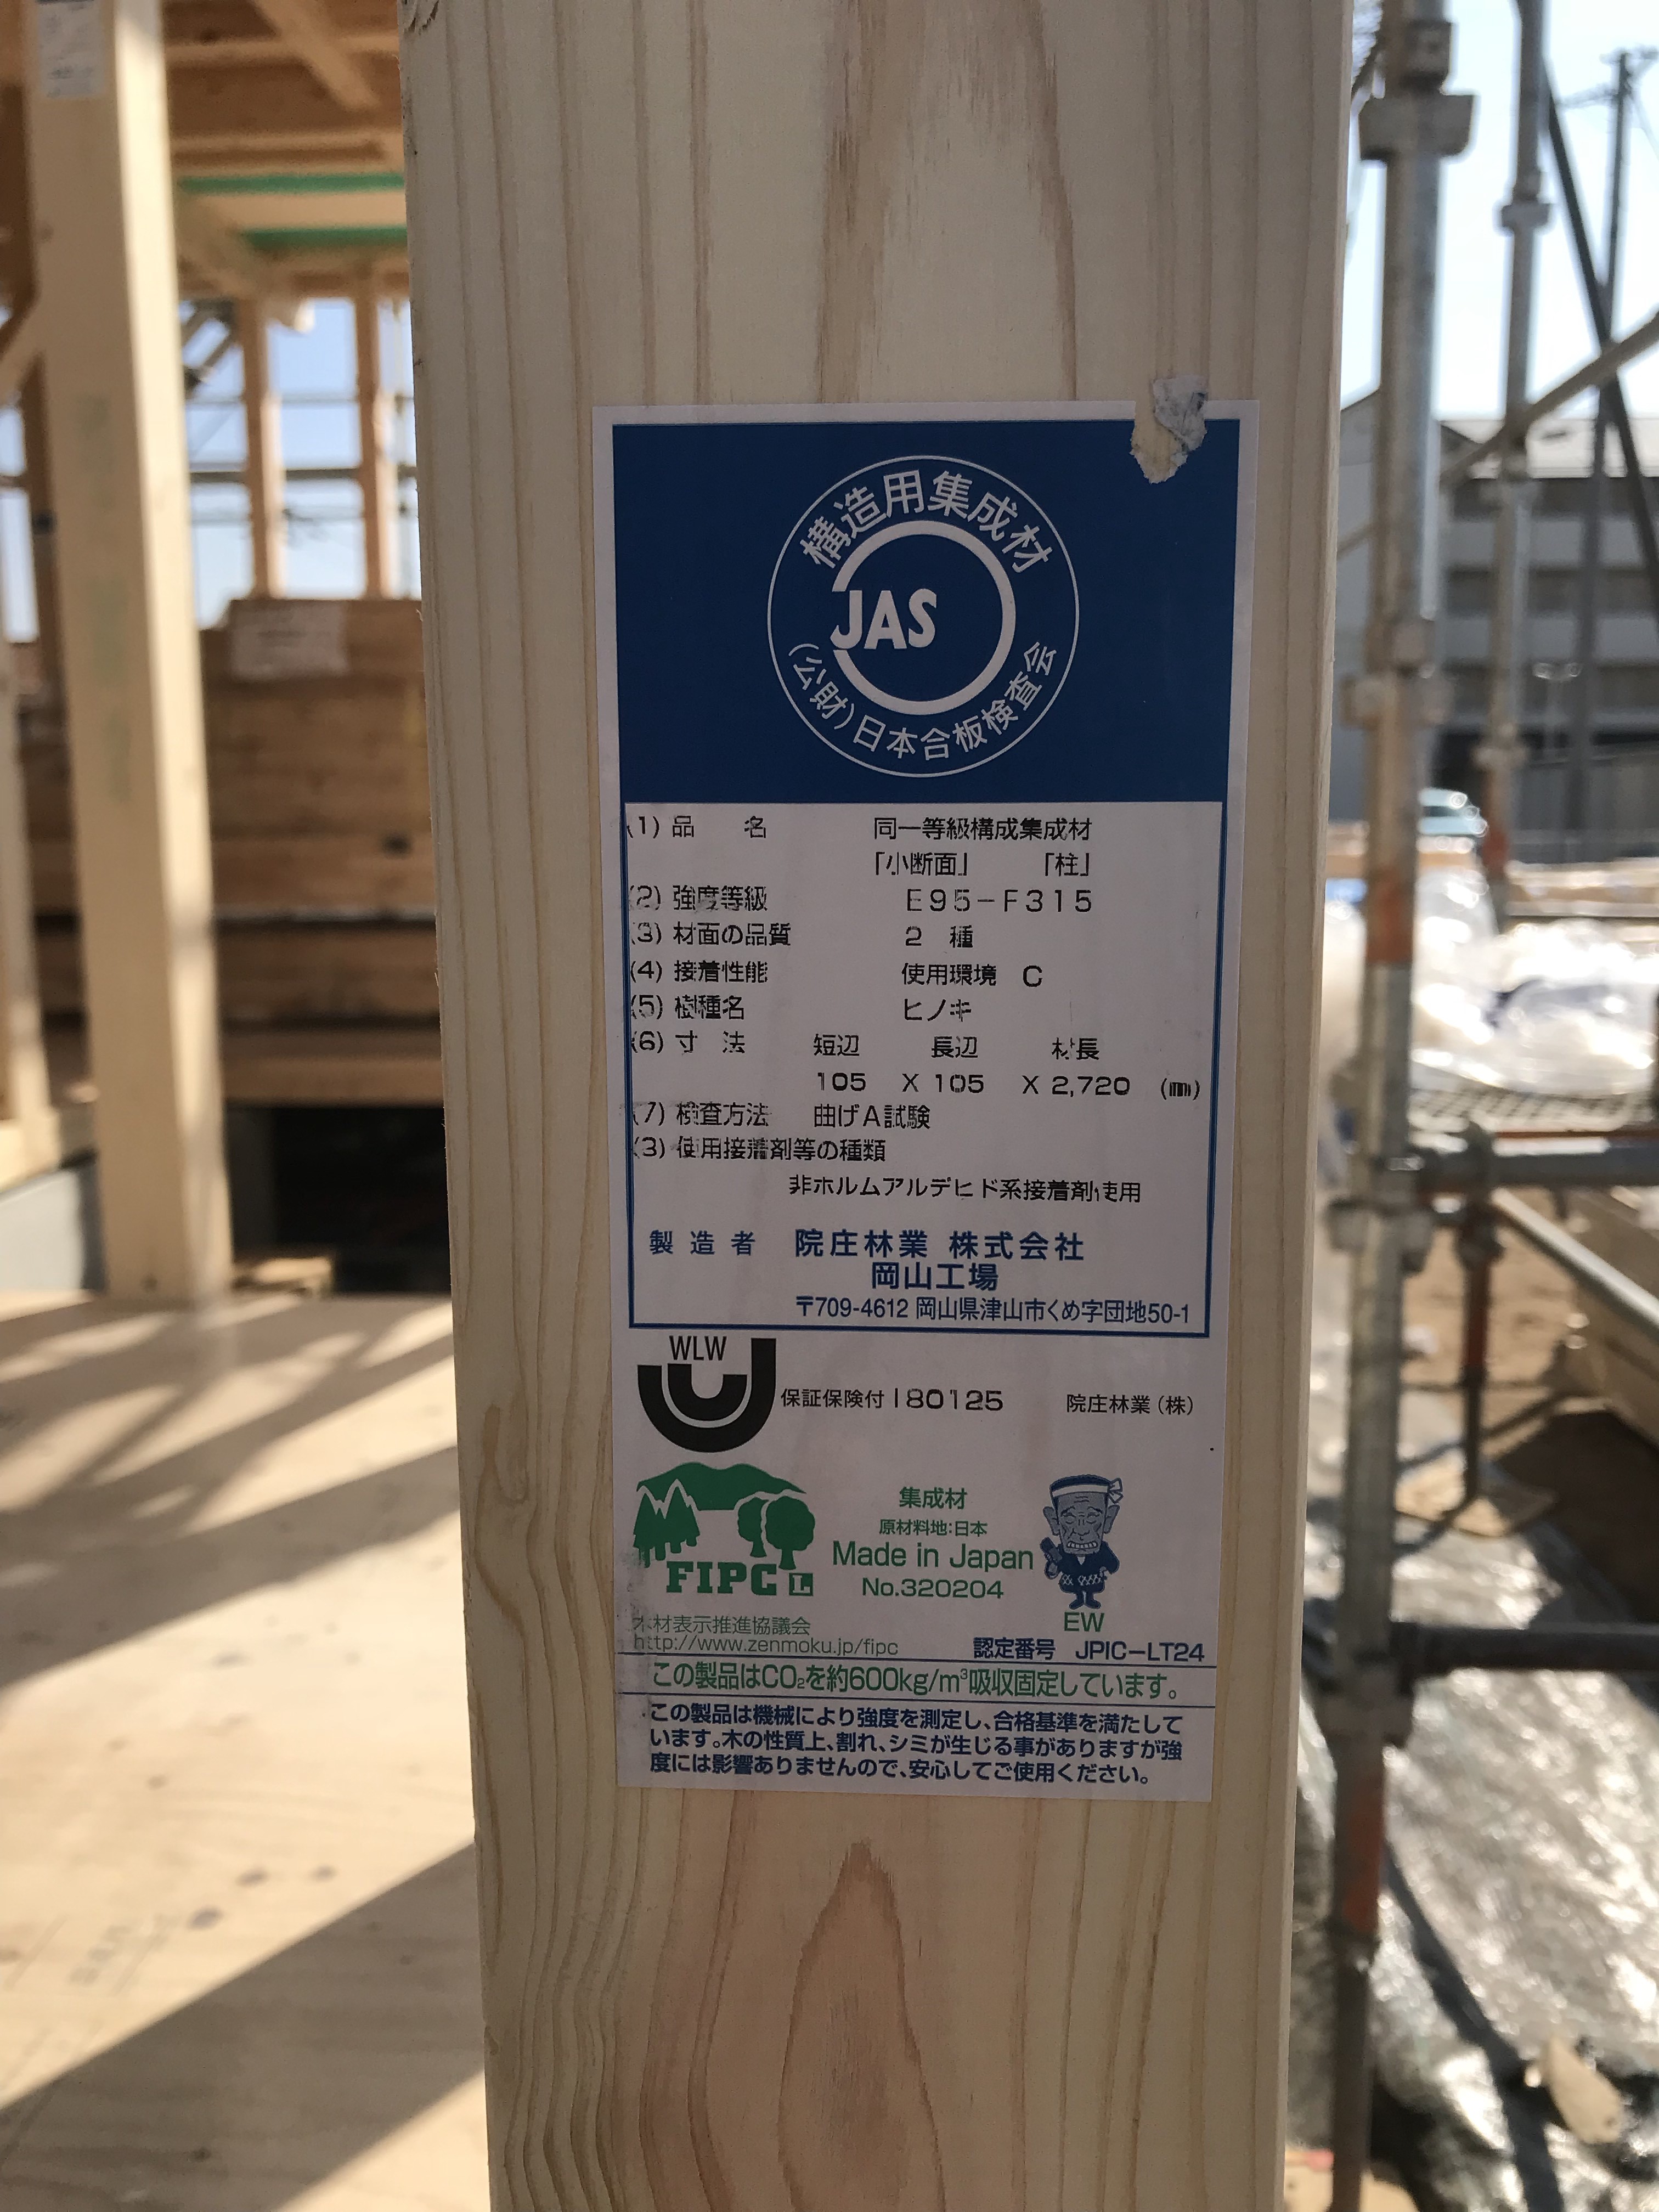 構造用集成材
JAS
(公財)日本合板検査会
(1) 品 名 同一等級構成集成材
「小断面」 「柱」
(2) 強度等級 E95-F315
(3) 材面の品質 2 種
(4) 接着性能 使用環境 C
(5) 樹種名 ヒノキ
(6) 寸 法 短辺 長辺 材長
105 X 105 X 2,720 (mm)
(7) 検査方法 曲げA試験
(3) 使用接着剤等の種類
非ホルムアルデヒド系接着剤使用
製造者 院庄林業 株式会社
岡山工場
〒709-4612 岡山県津山市くめ字団地50-1
WLW
保証保険付 180125 院庄林業(株)
集成材
原材料地:日本
Made in Japan
No.320204
FIPC L
EW
木材表示推進協議会
http://www.zenmoku.jp/fipc
認定番号 JPIC-LT24
この製品はCO₂を約600kg/m³吸収固定しています。
この製品は機械により強度を測定し、合格基準を満たして
います。木の性質上、割れ、シミが生じる事がありますが強
度には影響ありませんので、安心してご使用ください。